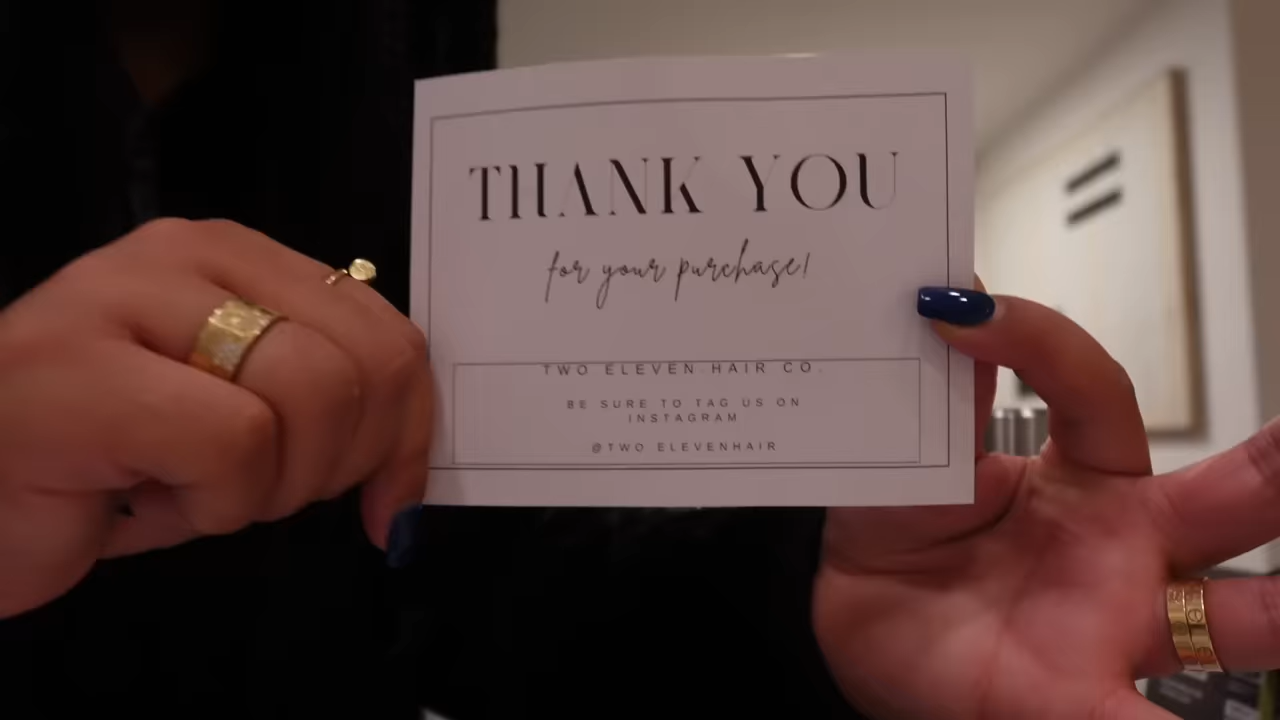 THANK YOU
for your purchase!
TWO ELEVEN HAIR CO.
BE SURE TO TAG US ON
INSTAGRAM
@TWO ELEVENHAIR